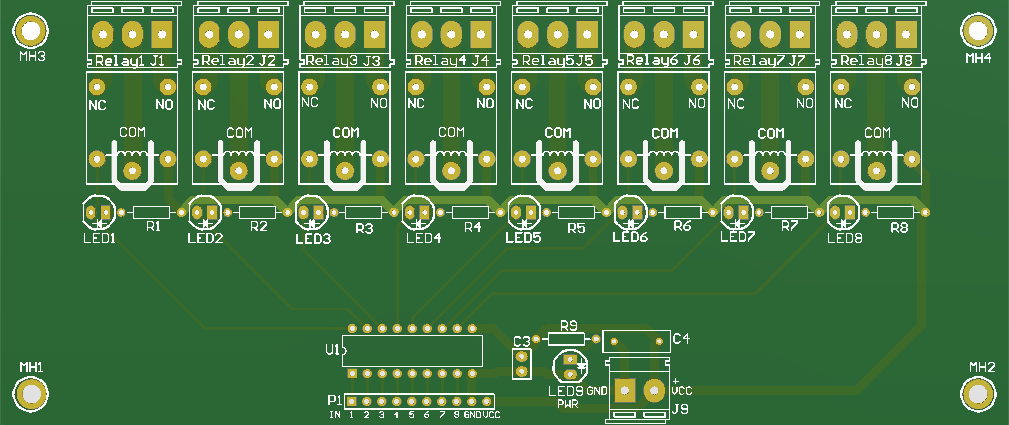 MH3 Relay1 J1 Relay2 J2 Relay3 J3 Relay4 J4 Relay5 J5 Relay6 J6 Relay7 J7 Relay8 J8 MH4
NC NO NC NO NC NO NC NO NC NO NC NO NC NO NC NO
COM COM COM COM COM COM COM COM
R1 R2 R3 R4 R5 R6 R7 R8
LED1 LED2 LED3 LED4 LED5 LED6 LED7 LED8
R9
U1 C3 C4
MH1 MH2
LED9 GND + VCC
P1 PWR J9
IN 1 2 3 4 5 6 7 8 GND VCC